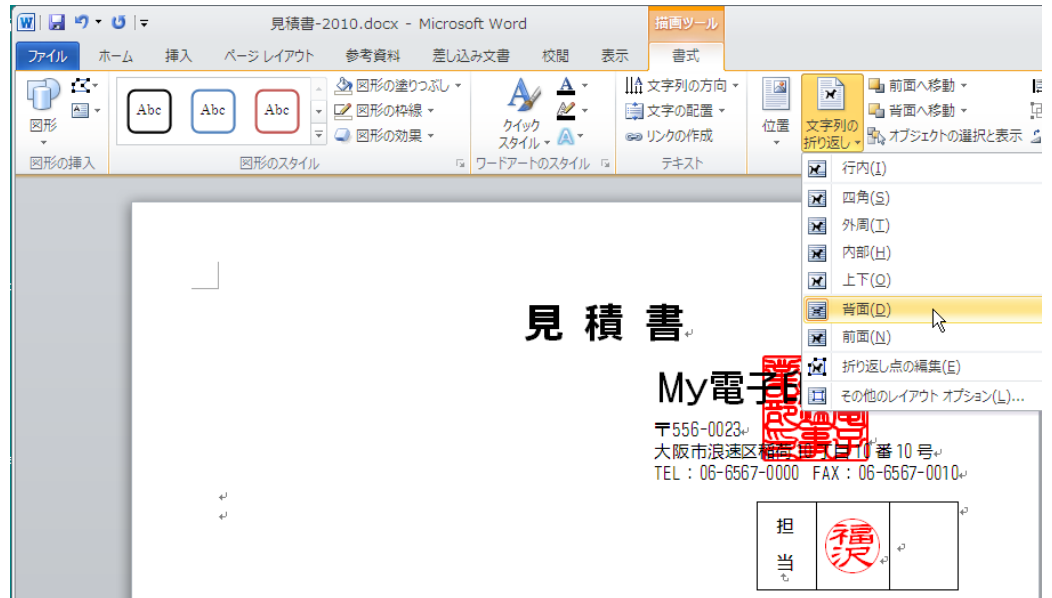 見積書-2010.docx - Microsoft Word
描画ツール
ファイル ホーム 挿入 ページ レイアウト 参考資料 差し込み文書 校閲 表示 書式
図形
図形の挿入
Abc Abc Abc
図形の塗りつぶし
図形の枠線
図形の効果
図形のスタイル
A
クイック
スタイル
A
A
ワードアートのスタイル
文字列の方向
文字の配置
リンクの作成
テキスト
位置
文字列の
折り返し
前面へ移動
背面へ移動
オブジェクトの選択と表示
行内(I)
四角(S)
外周(T)
内部(H)
上下(O)
背面(D)
前面(N)
折り返し点の編集(E)
その他のレイアウト オプション(L)...
見 積 書
My電子
〒556-0023
大阪市浪速区稲荷10丁目10番10号
TEL：06-6567-0000 FAX：06-6567-0010
担
当
福
沢